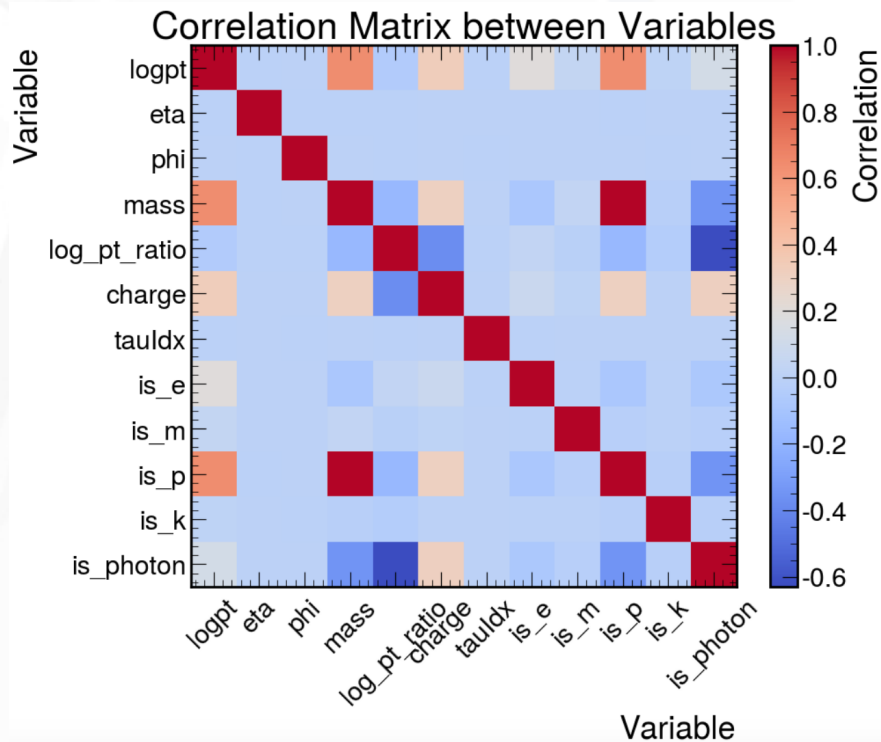 Correlation Matrix between Variables
Variable
logpt
eta
phi
mass
log_pt_ratio
charge
tauIdx
is_e
is_m
is_p
is_k
is_photon
logpt
eta
phi
mass
log_pt_ratio
charge
tauIdx
is_e
is_m
is_p
is_k
is_photon
Variable
1.0
0.8
0.6
0.4
0.2
0.0
-0.2
-0.4
-0.6
Correlation